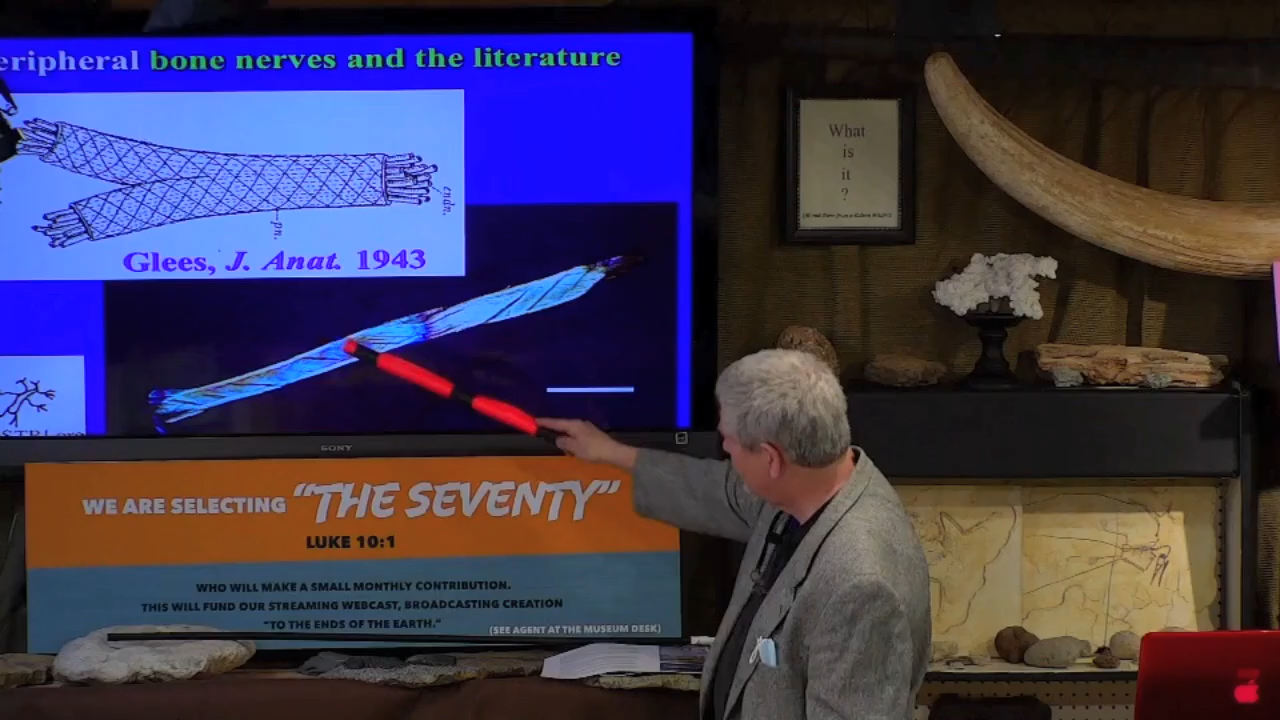 eripheral bone nerves and the literature
pn.
Glees, J. Anat. 1943
SONY
What
is
it
?
WE ARE SELECTING "THE SEVENTY"
LUKE 10:1
WHO WILL MAKE A SMALL MONTHLY CONTRIBUTION.
THIS WILL FUND OUR STREAMING WEBCAST, BROADCASTING CREATION
"TO THE ENDS OF THE EARTH."
(SEE AGENT AT THE MUSEUM DESK)